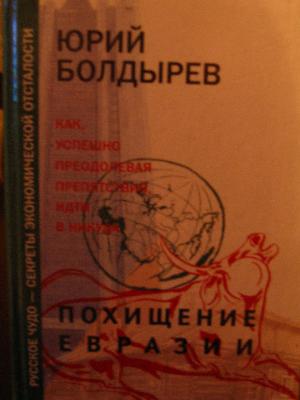 ЮРИЙ
БОЛДЫРЕВ
КАК,
УСПЕШНО
ПРЕОДОЛЕВАЯ
ПРЕПЯТСТВИЯ,
ИДТИ
В НИКУДА
ПОХИЩЕНИЕ
ЕВРАЗИИ
РУССКОЕ ЧУДО — СЕКРЕТЫ ЭКОНОМИЧЕСКОЙ ОТСТАЛОСТИ